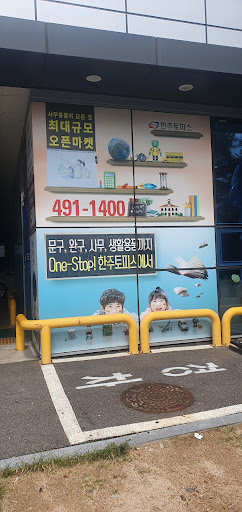 사무용품의 모든 것
최대규모
오픈마켓
한주토피스
491-1400
문구, 완구, 사무, 생활용품 까지
One-Stop! 한주토피스에서
주차